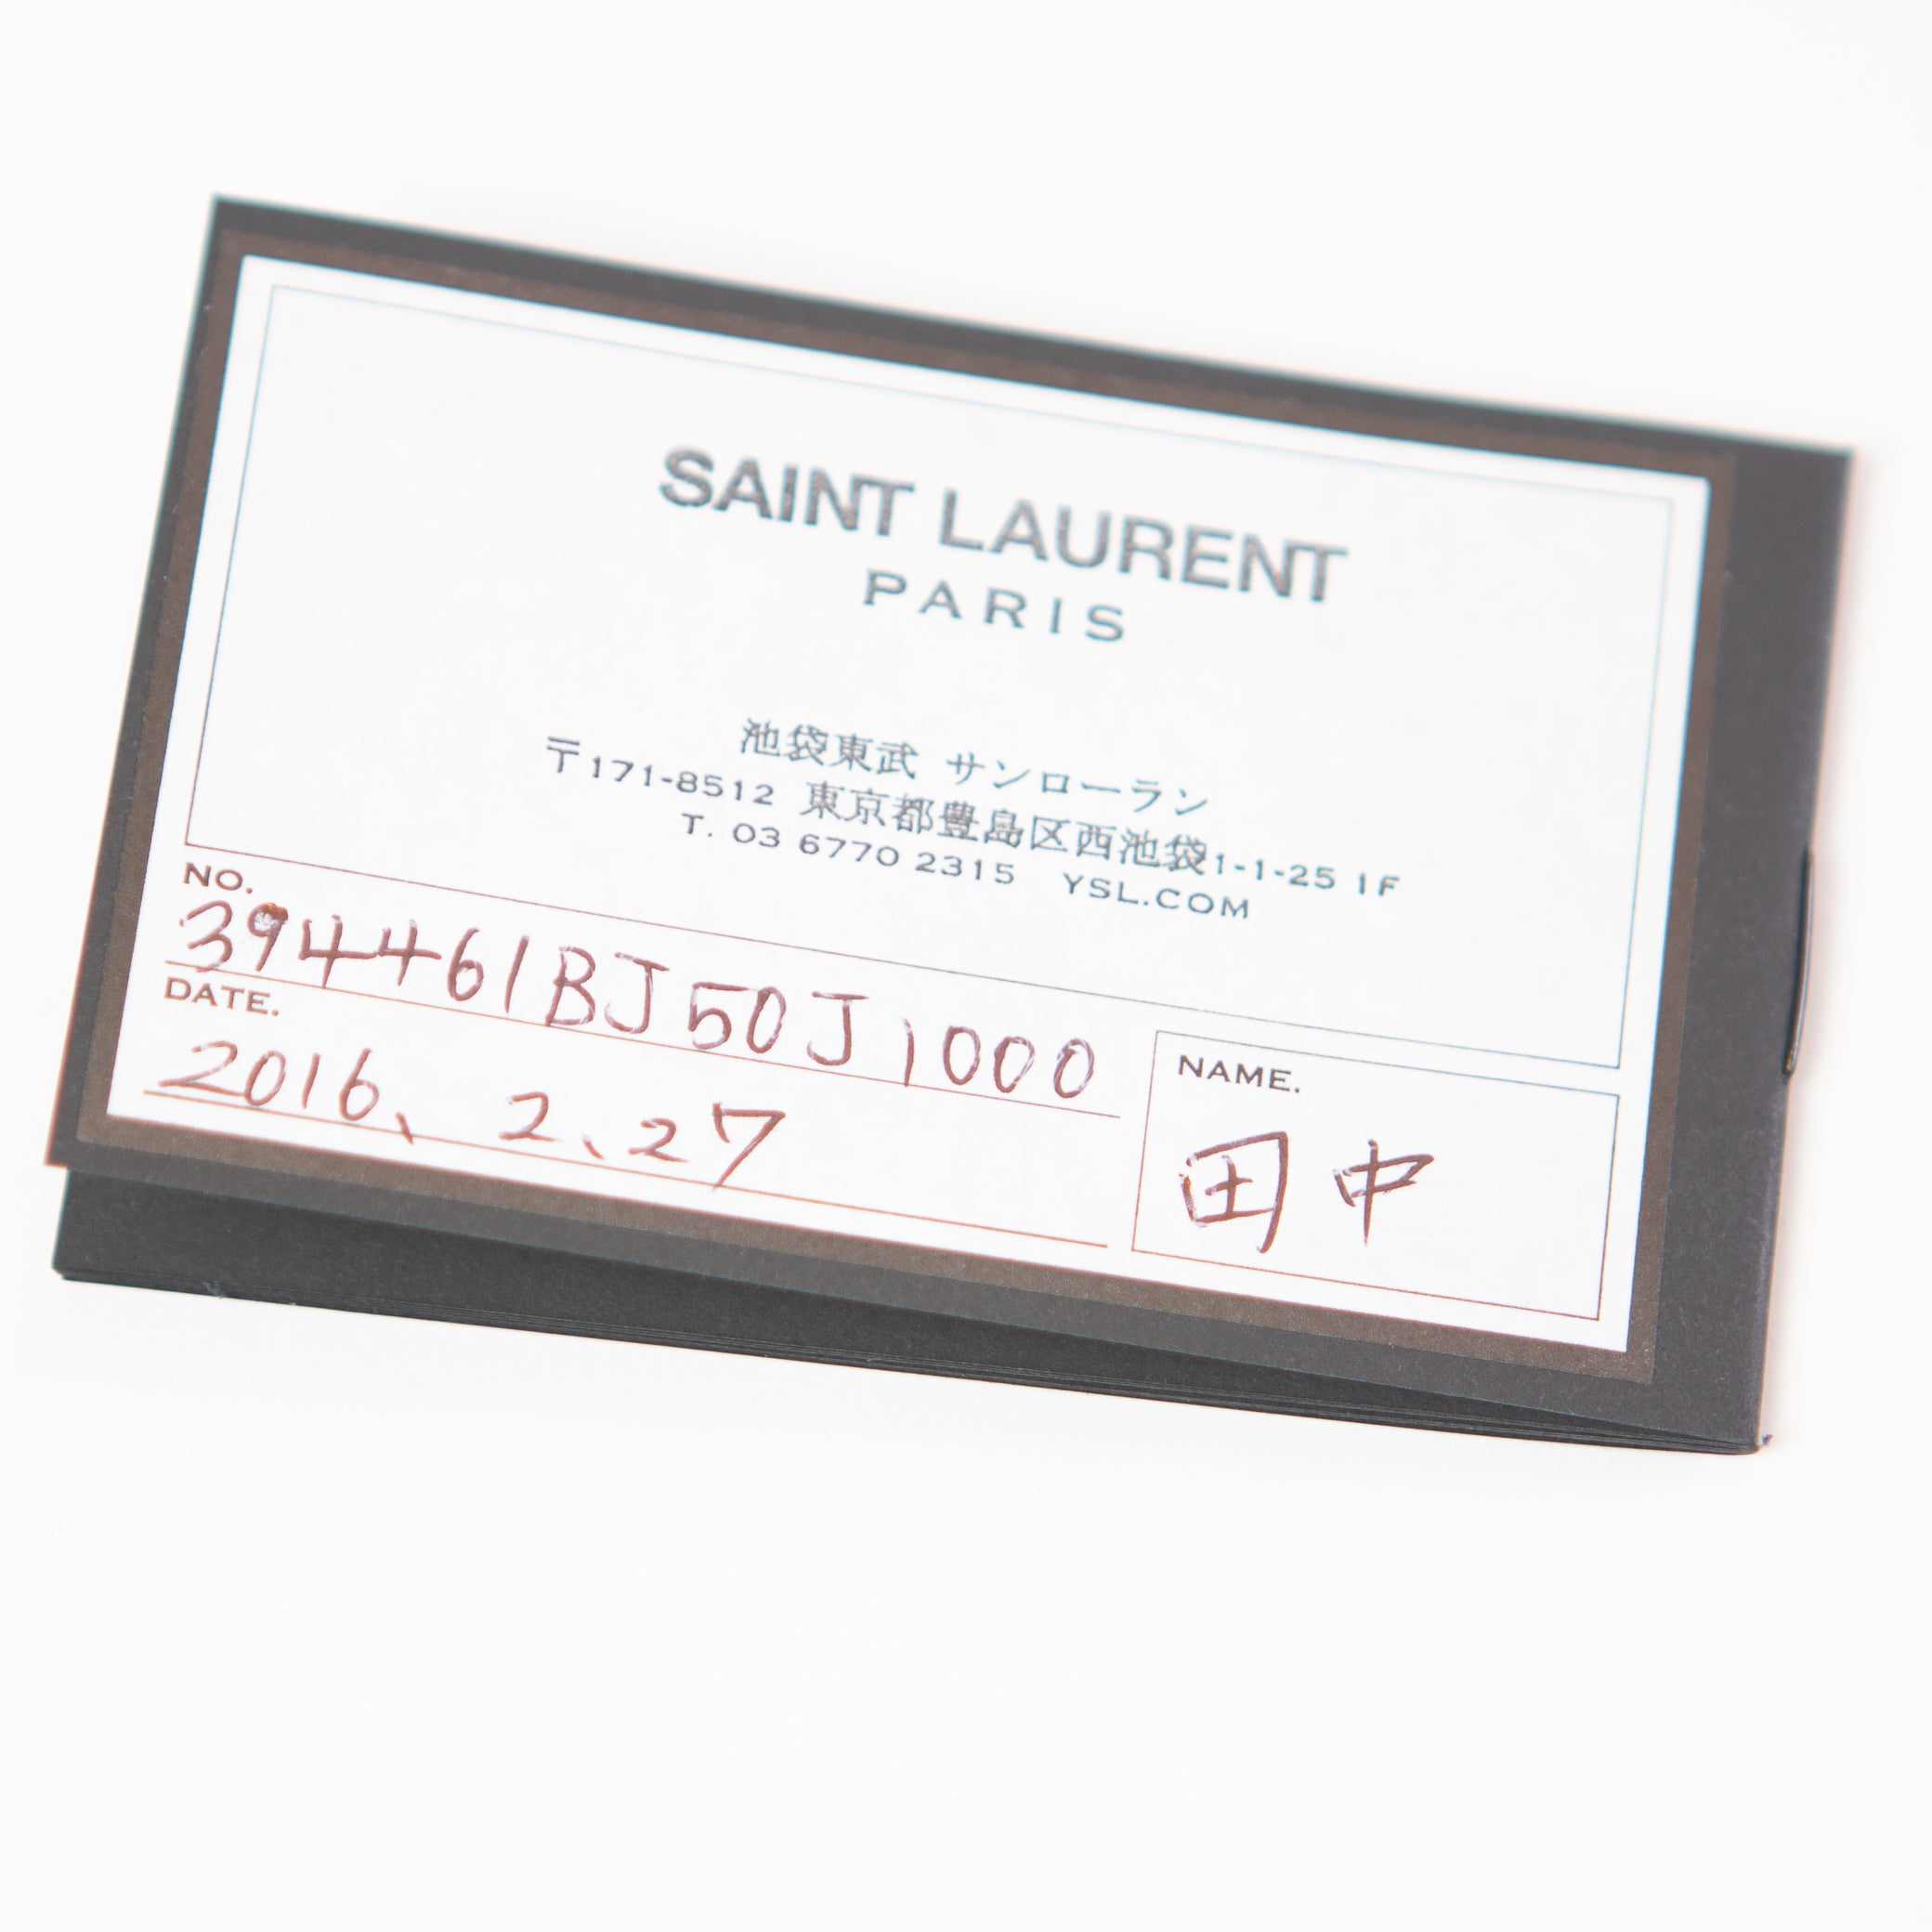 SAINT LAURENT
PARIS
池袋東武 サンローラン
〒171-8512 東京都豊島区西池袋1-1-25 1F
T. 03 6770 2315 YSL.COM
NO.
394461BJ50J1000
DATE.
2016、2、27
NAME.
田中